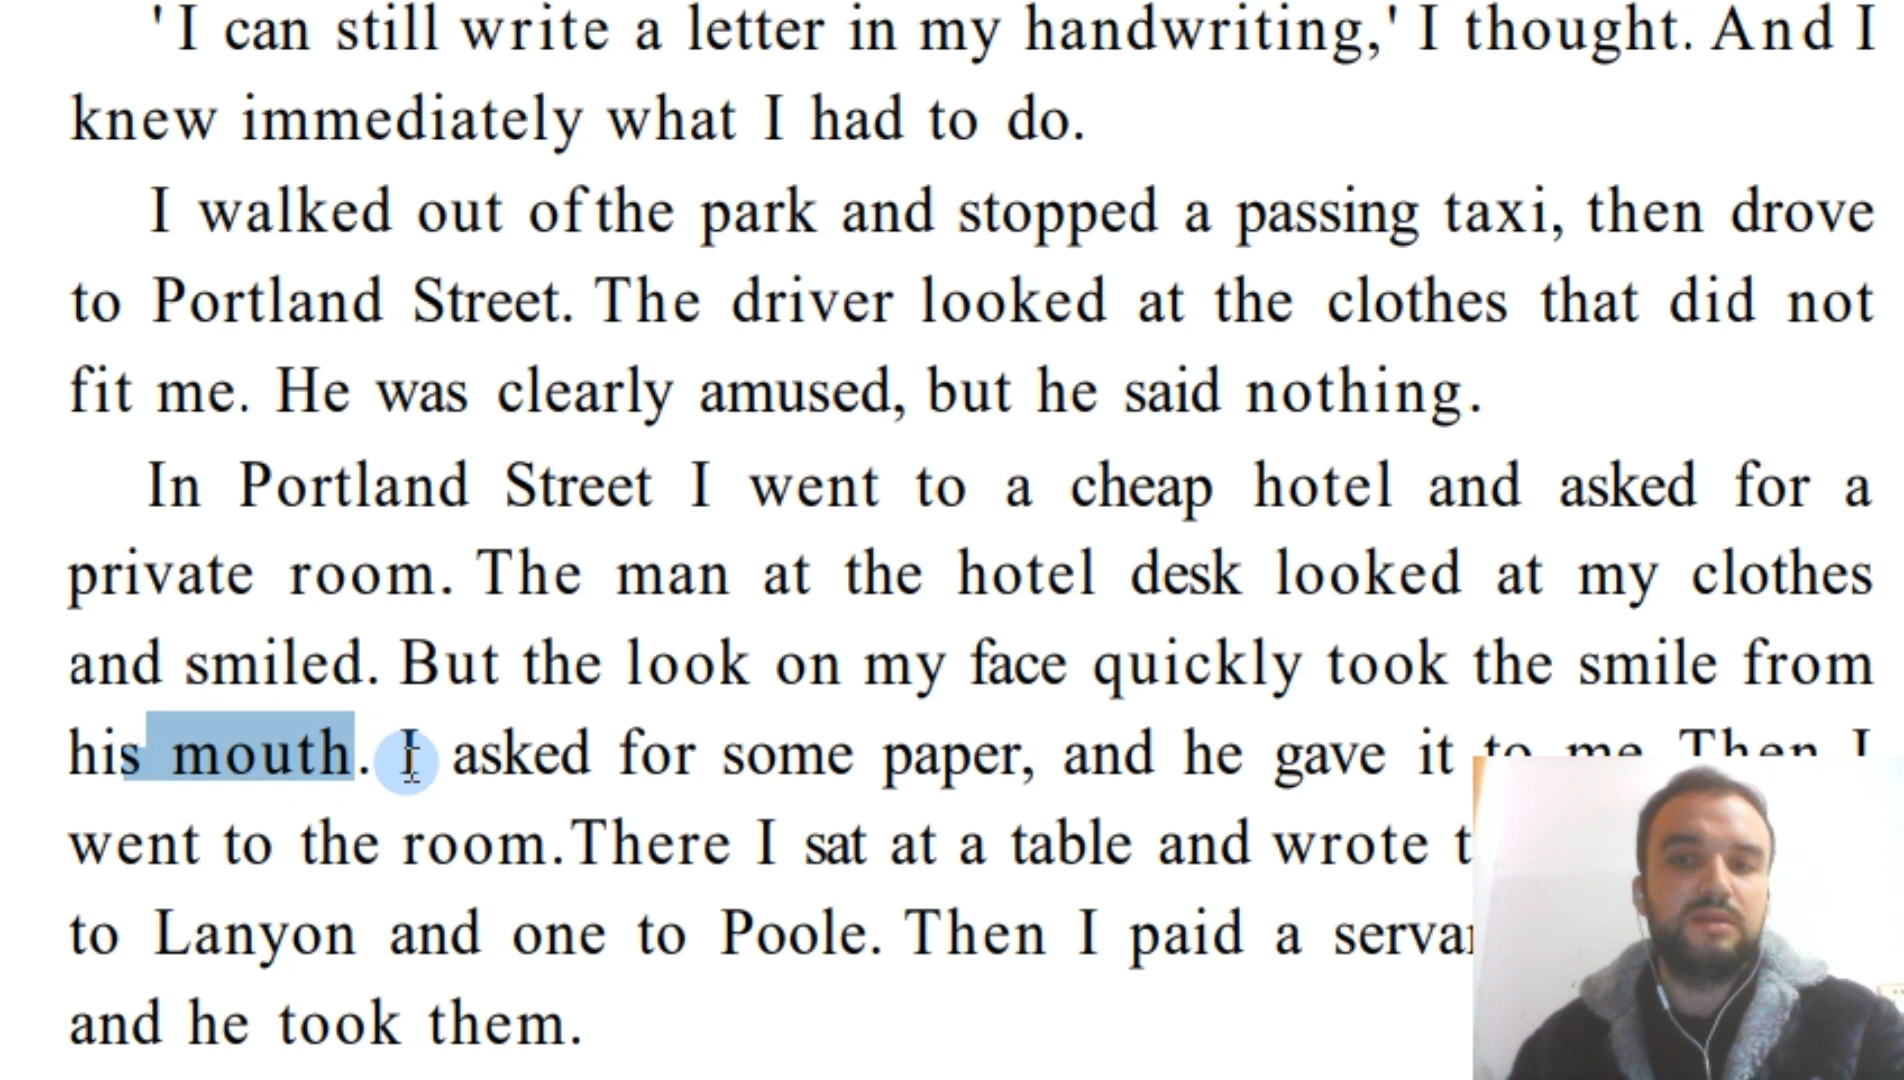 'I can still write a letter in my handwriting,' I thought. And I
knew immediately what I had to do.
I walked out of the park and stopped a passing taxi, then drove
to Portland Street. The driver looked at the clothes that did not
fit me. He was clearly amused, but he said nothing.
In Portland Street I went to a cheap hotel and asked for a
private room. The man at the hotel desk looked at my clothes
and smiled. But the look on my face quickly took the smile from
his mouth. I asked for some paper, and he gave it to me. Then I
went to the room. There I sat at a table and wrote
to Lanyon and one to Poole. Then I paid a
and he took them.